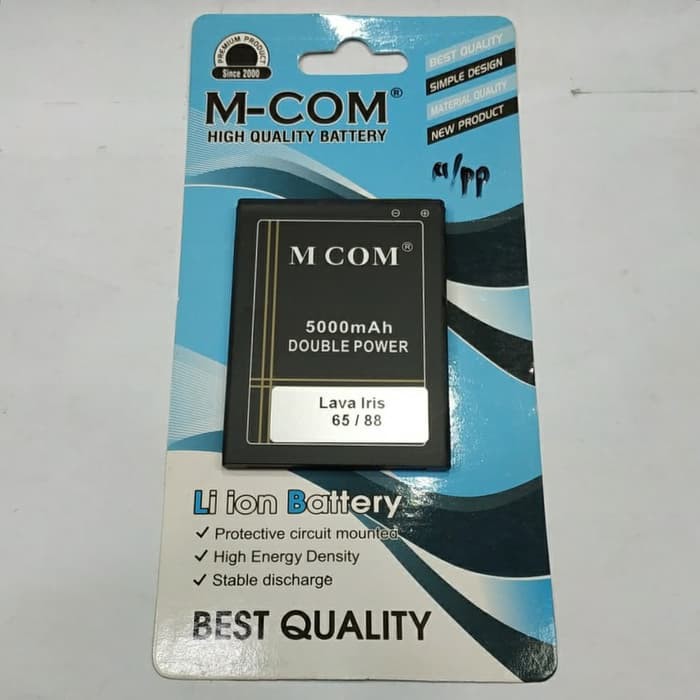 PREMIUM PRODUCT
Since 2000
M-COM®
HIGH QUALITY BATTERY
BEST QUALITY
SIMPLE DESIGN
MATERIAL QUALITY
NEW PRODUCT
M COM®
5000mAh
DOUBLE POWER
Lava Iris
65 / 88
Li ion Battery
✓ Protective circuit mounted
✓ High Energy Density
✓ Stable discharge
BEST QUALITY